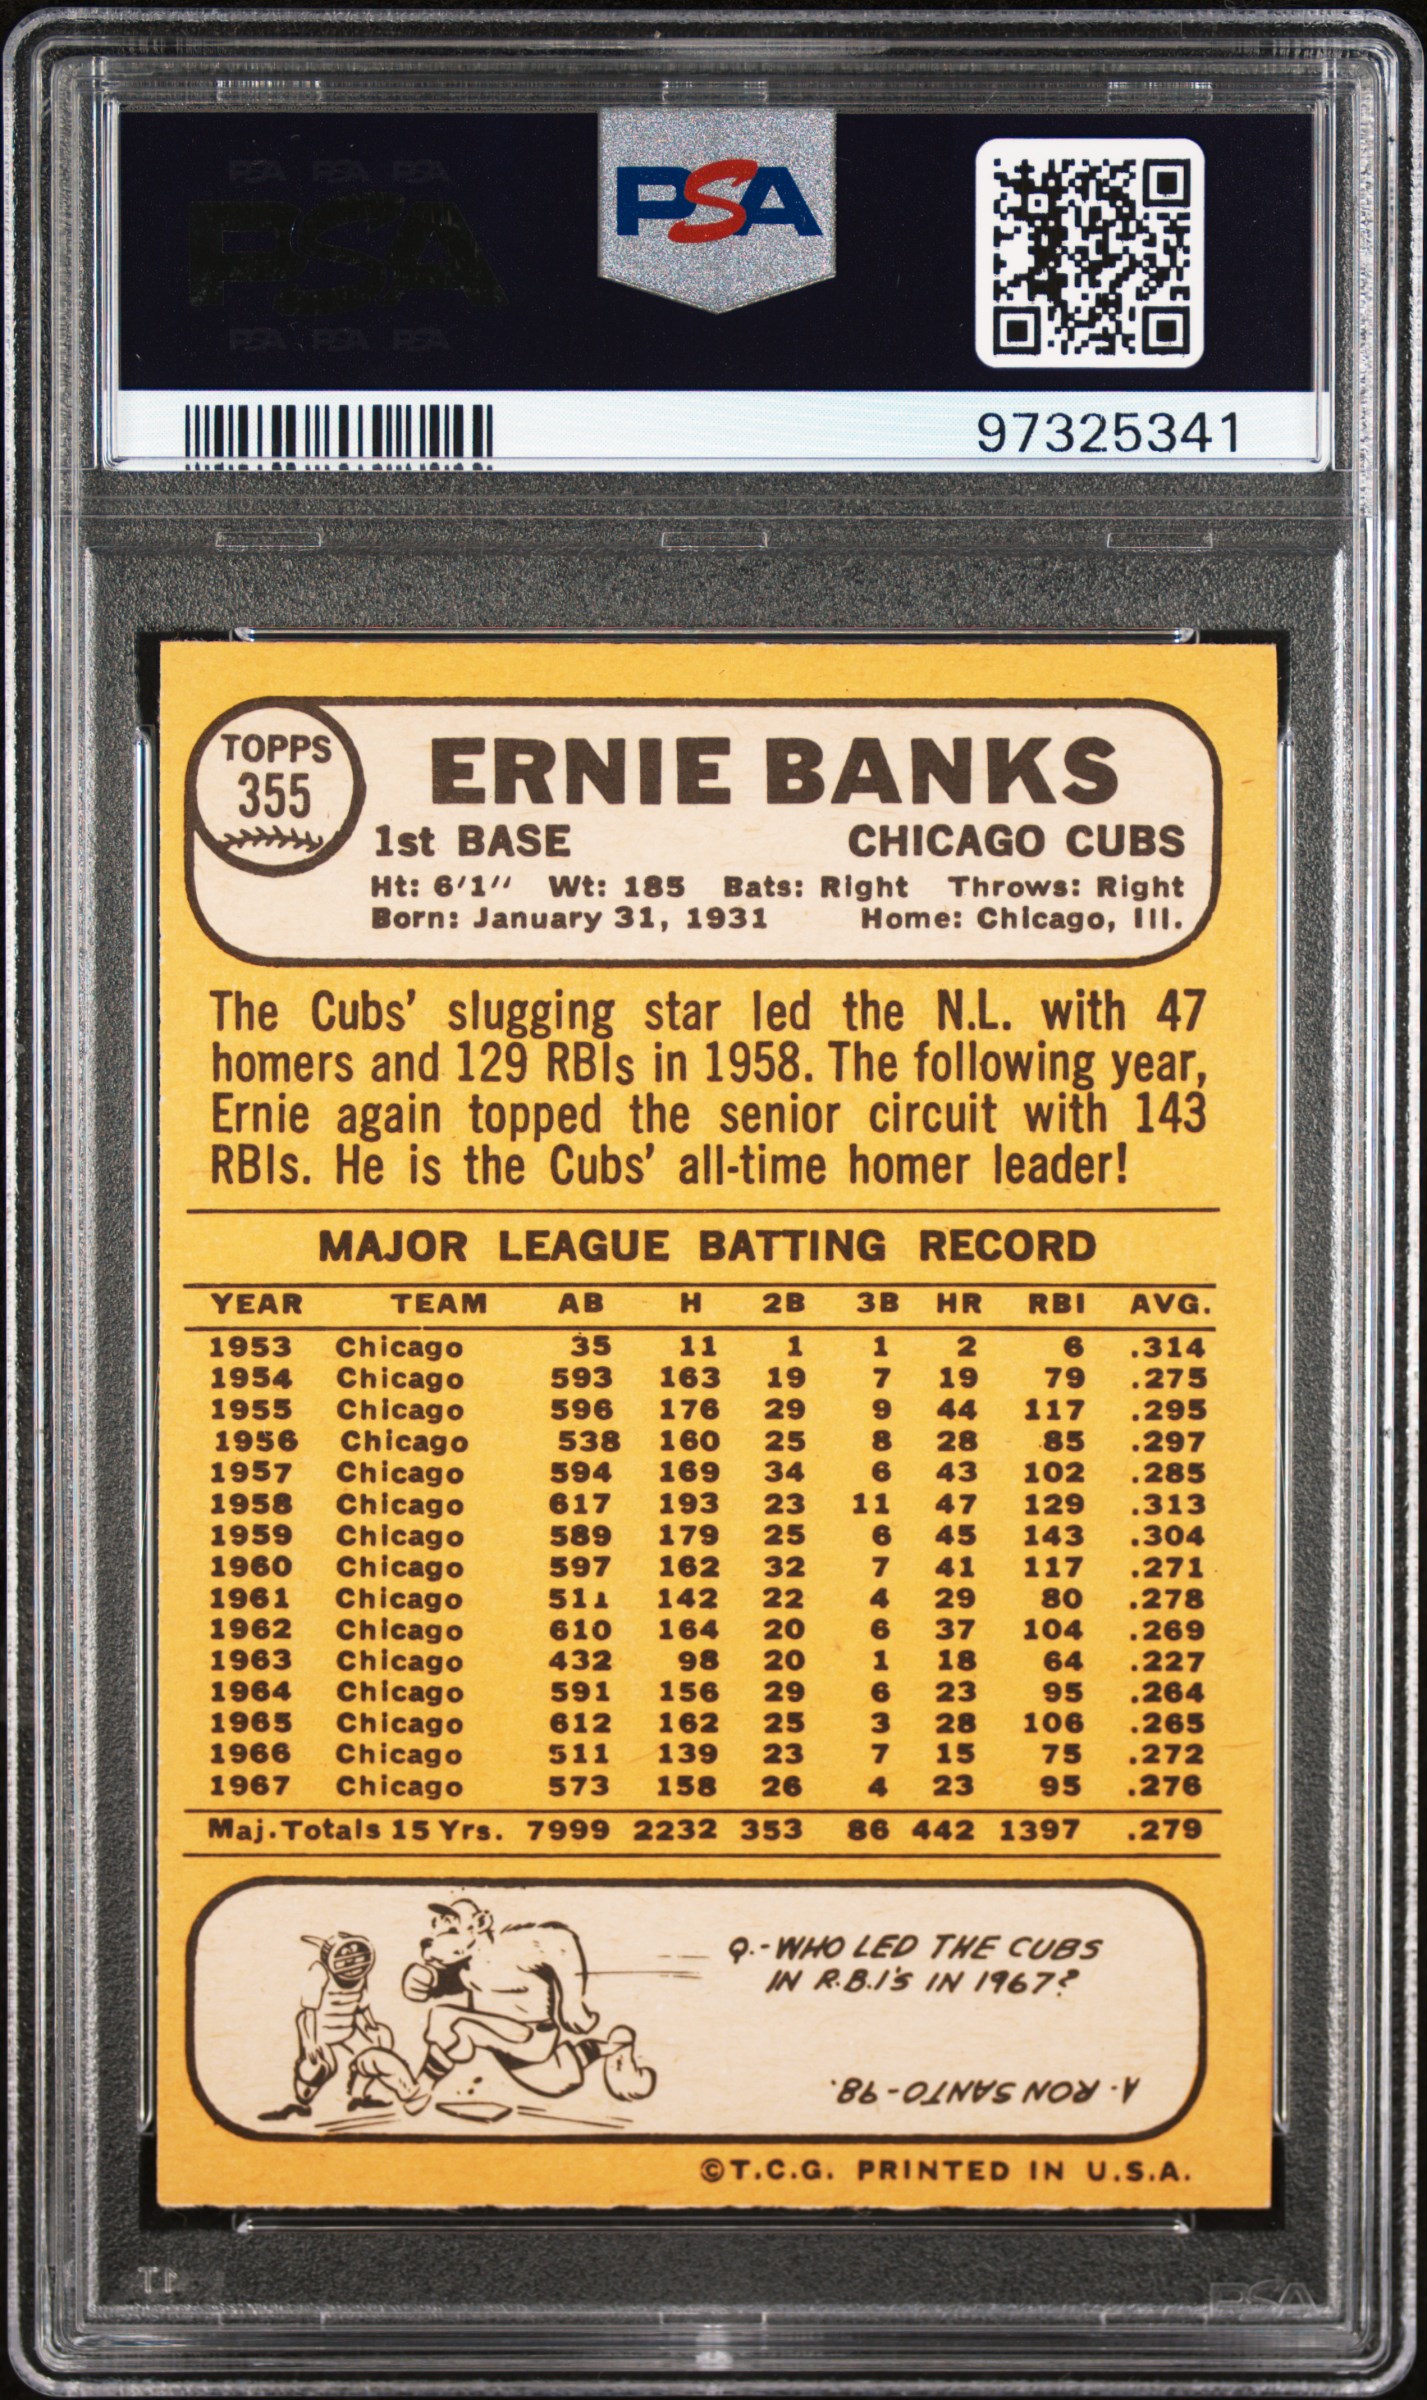 PSA PSA PSA
PSA
PSA PSA PSA
PSA
97325341
TOPPS
355
ERNIE BANKS
1st BASE CHICAGO CUBS
Ht: 6'1" Wt: 185 Bats: Right Throws: Right
Born: January 31, 1931 Home: Chicago, Ill.
The Cubs' slugging star led the N.L. with 47
homers and 129 RBIs in 1958. The following year,
Ernie again topped the senior circuit with 143
RBIs. He is the Cubs' all-time homer leader!
MAJOR LEAGUE BATTING RECORD
YEAR TEAM AB H 2B 3B HR RBI AVG.
1953 Chicago 35 11 1 1 2 6 .314
1954 Chicago 593 163 19 7 19 79 .275
1955 Chicago 596 176 29 9 44 117 .295
1956 Chicago 538 160 25 8 28 85 .297
1957 Chicago 594 169 34 6 43 102 .285
1958 Chicago 617 193 23 11 47 129 .313
1959 Chicago 589 179 25 6 45 143 .304
1960 Chicago 597 162 32 7 41 117 .271
1961 Chicago 511 142 22 4 29 80 .278
1962 Chicago 610 164 20 6 37 104 .269
1963 Chicago 432 98 20 1 18 64 .227
1964 Chicago 591 156 29 6 23 95 .264
1965 Chicago 612 162 25 3 28 106 .265
1966 Chicago 511 139 23 7 15 75 .272
1967 Chicago 573 158 26 4 23 95 .276
Maj. Totals 15 Yrs. 7999 2232 353 86 442 1397 .279
Q.-WHO LED THE CUBS
IN R.B.I'S IN 1967?
A- RON SANTO-98.
©T.C.G. PRINTED IN U.S.A.
PSA